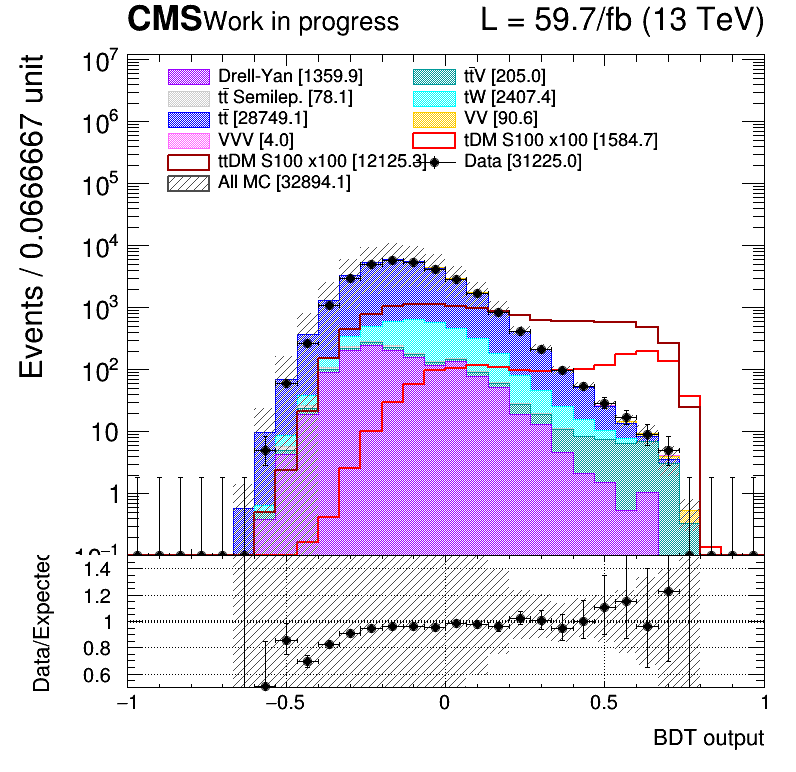 CMS Work in progress L = 59.7/fb (13 TeV)
Events / 0.0666667 unit
10⁷
10⁶
10⁵
10⁴
10³
10²
10
1
10⁻¹
Drell-Yan [1359.9] tt̄V [205.0]
tt̄ Semilep. [78.1] tW [2407.4]
tt̄ [28749.1] VV [90.6]
VVV [4.0] tDM S100 x100 [1584.7]
ttDM S100 x100 [12125.3] Data [31225.0]
All MC [32894.1]
Data/Expected
1.4
1.2
1
0.8
0.6
−1 −0.5 0 0.5 1
BDT output